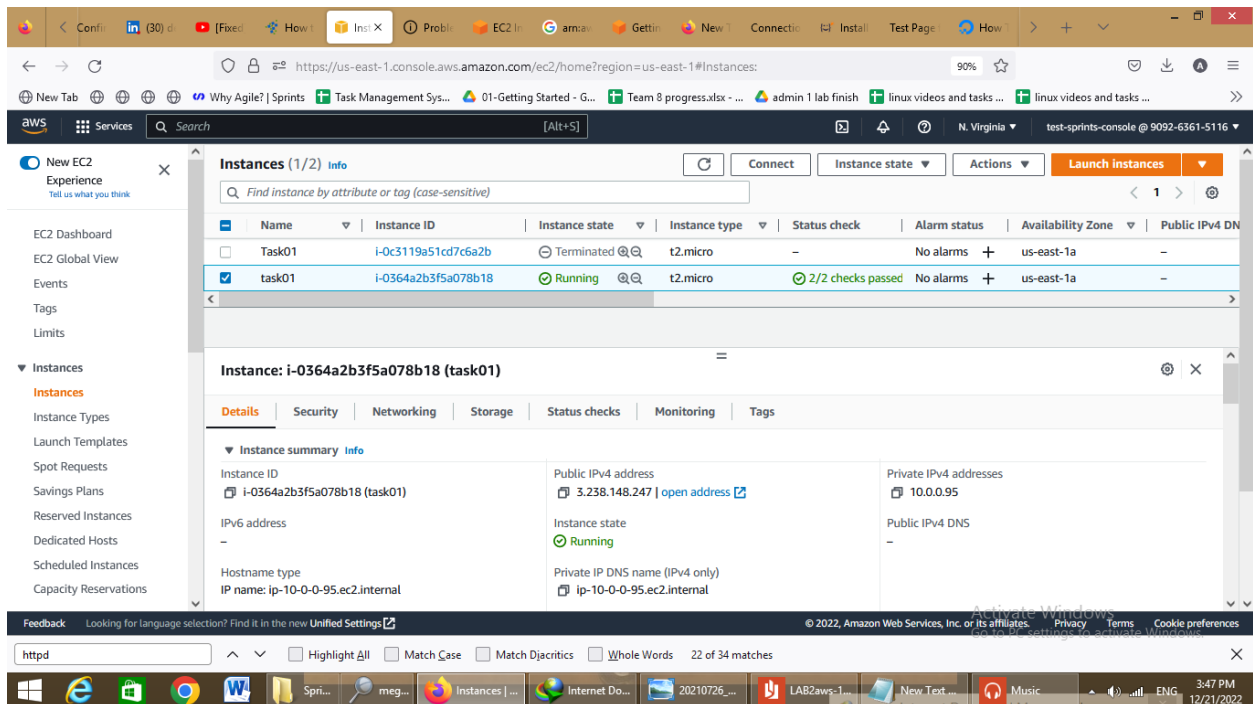 Confi
(30) d
[Fixed
How t
Inst
Proble
EC2 In
arn:av
Gettin
New T
Connectic
Install
Test Page
How T
https://us-east-1.console.aws.amazon.com/ec2/home?region=us-east-1#Instances:
90%
New Tab
Why Agile? | Sprints
Task Management Sys...
01-Getting Started - G...
Team 8 progress.xlsx - ...
admin 1 lab finish
linux videos and tasks ...
linux videos and tasks ...
aws
Services
Search
[Alt+S]
N. Virginia
test-sprints-console @ 9092-6361-5116
New EC2
Experience
Tell us what you think
EC2 Dashboard
EC2 Global View
Events
Tags
Limits
Instances
Instances
Instance Types
Launch Templates
Spot Requests
Savings Plans
Reserved Instances
Dedicated Hosts
Scheduled Instances
Capacity Reservations
Instances (1/2) Info
Connect
Instance state
Actions
Launch instances
Find instance by attribute or tag (case-sensitive)
1
Name Instance ID Instance state Instance type Status check Alarm status Availability Zone Public IPv4 DN
Task01 i-0c3119a51cd7c6a2b Terminated t2.micro – No alarms + us-east-1a –
task01 i-0364a2b3f5a078b18 Running t2.micro 2/2 checks passed No alarms + us-east-1a –
Instance: i-0364a2b3f5a078b18 (task01)
Details Security Networking Storage Status checks Monitoring Tags
Instance summary Info
Instance ID
i-0364a2b3f5a078b18 (task01)
Public IPv4 address
3.238.148.247 | open address
Private IPv4 addresses
10.0.0.95
IPv6 address
–
Instance state
Running
Public IPv4 DNS
–
Hostname type
IP name: ip-10-0-0-95.ec2.internal
Private IP DNS name (IPv4 only)
ip-10-0-0-95.ec2.internal
Activate Windows
Go to PC settings to activate Windows.
Feedback
Looking for language selection? Find it in the new Unified Settings
© 2022, Amazon Web Services, Inc. or its affiliates.
Privacy
Terms
Cookie preferences
httpd
Highlight All
Match Case
Match Diacritics
Whole Words
22 of 34 matches
Spri...
meg...
Instances | ...
Internet Do...
20210726_...
LAB2aws-1...
New Text ...
Music
ENG
3:47 PM
12/21/2022